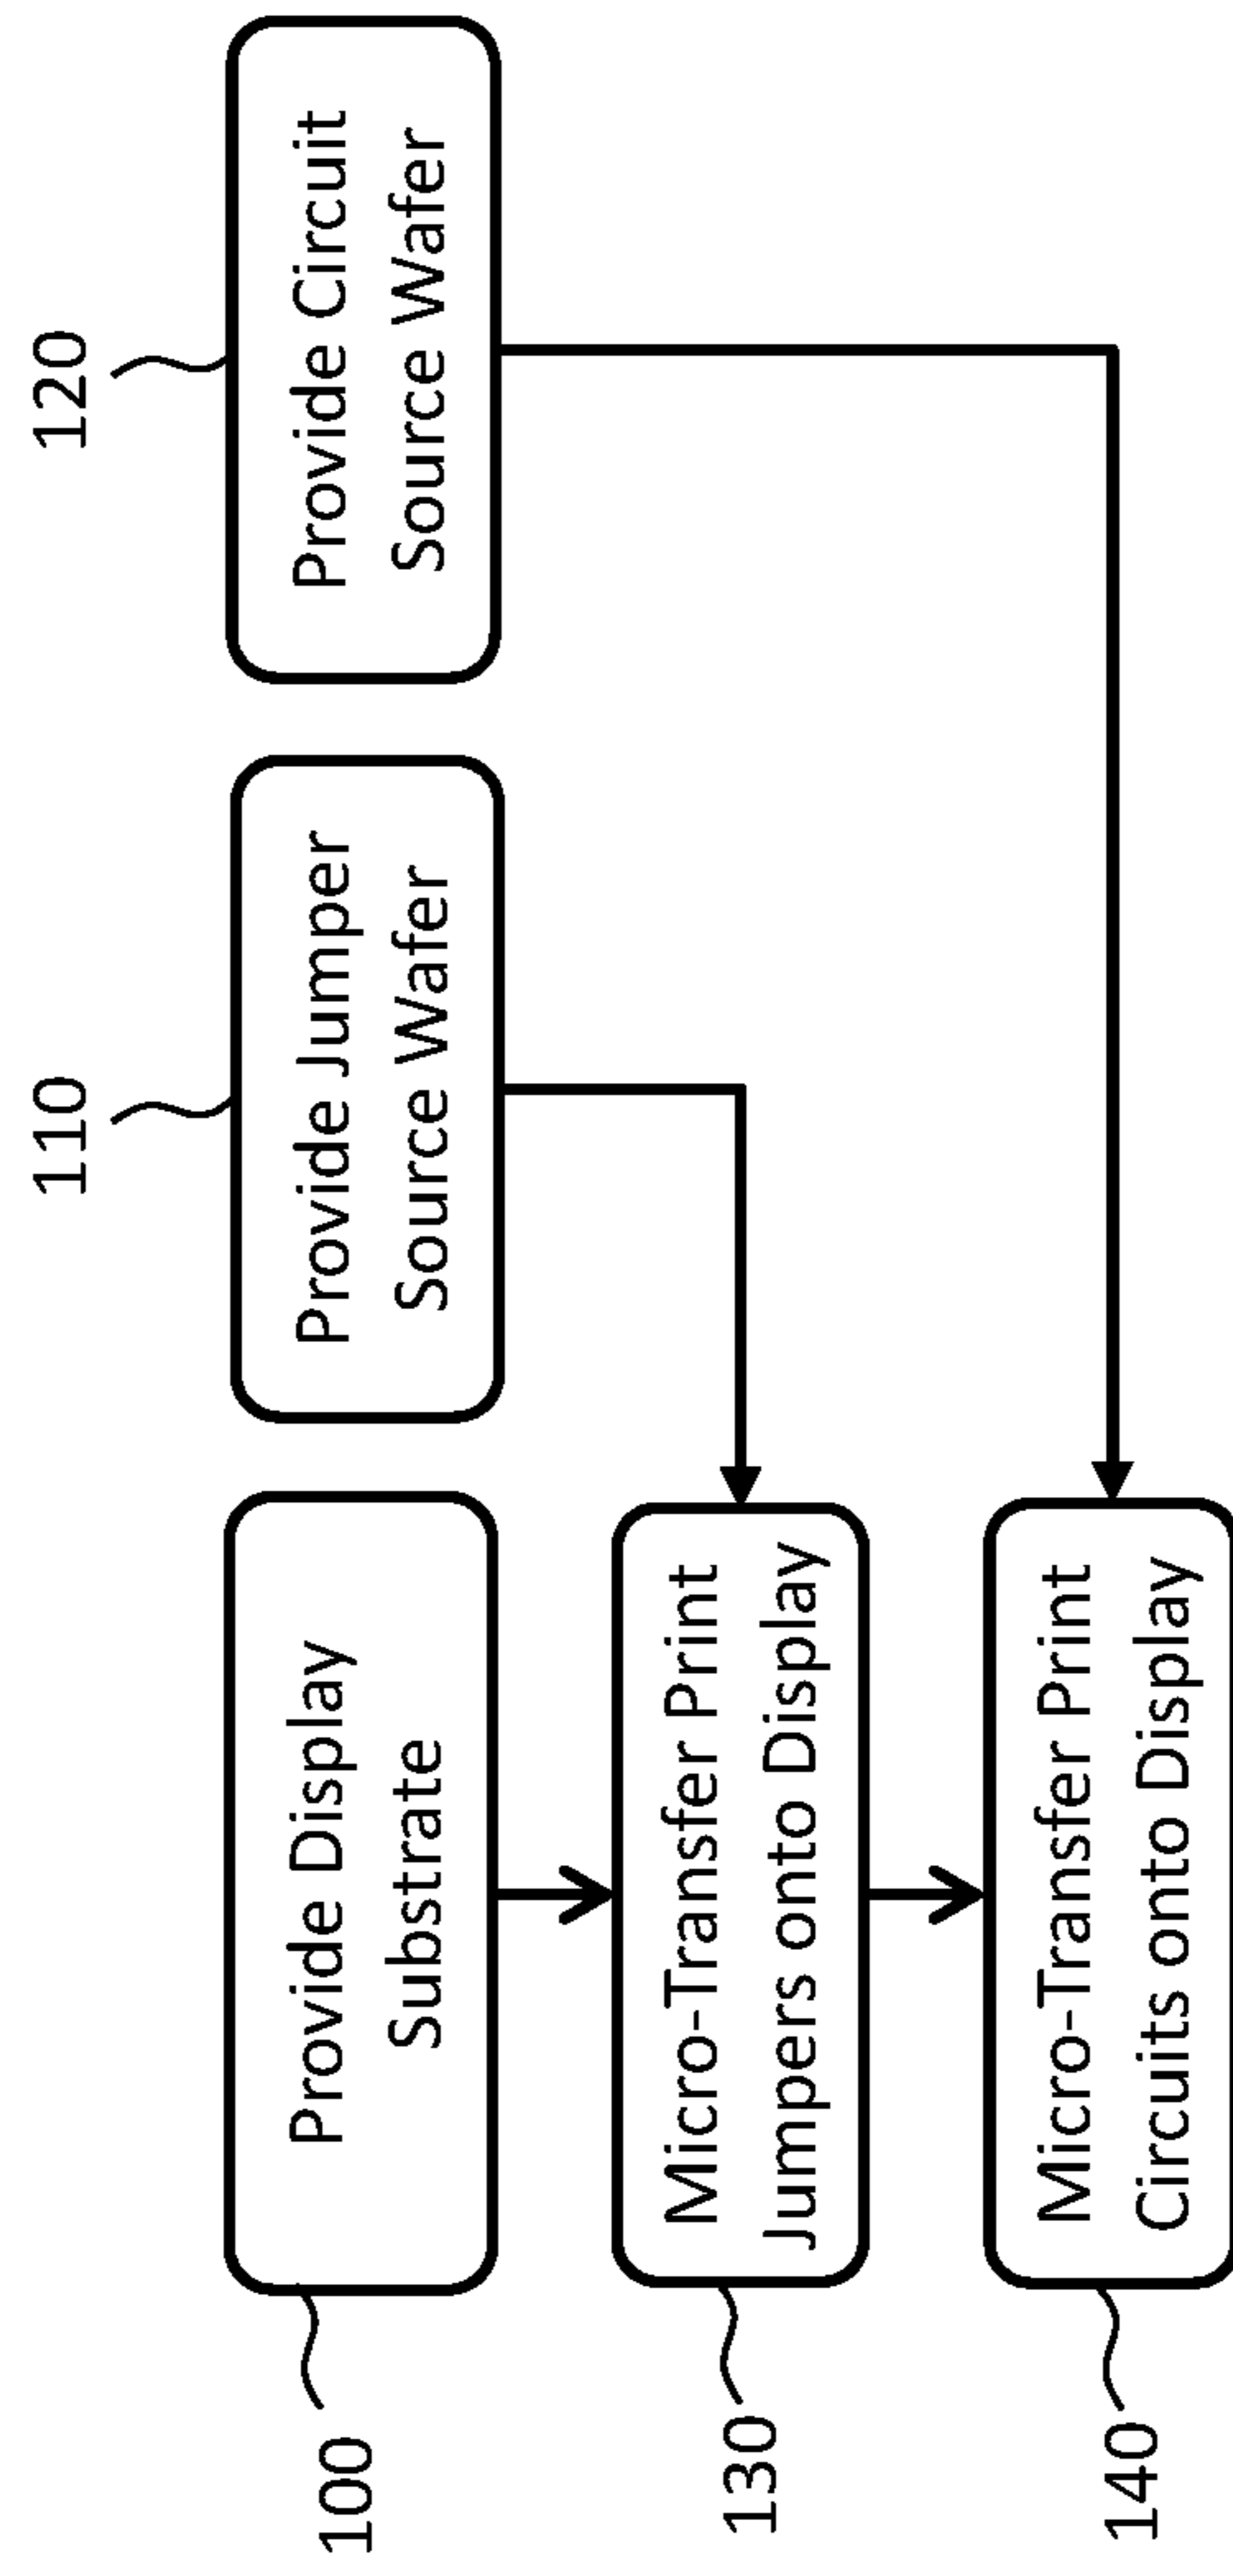 100
Provide Display
Substrate
110
Provide Jumper
Source Wafer
120
Provide Circuit
Source Wafer
130
Micro-Transfer Print
Jumpers onto Display
140
Micro-Transfer Print
Circuits onto Display